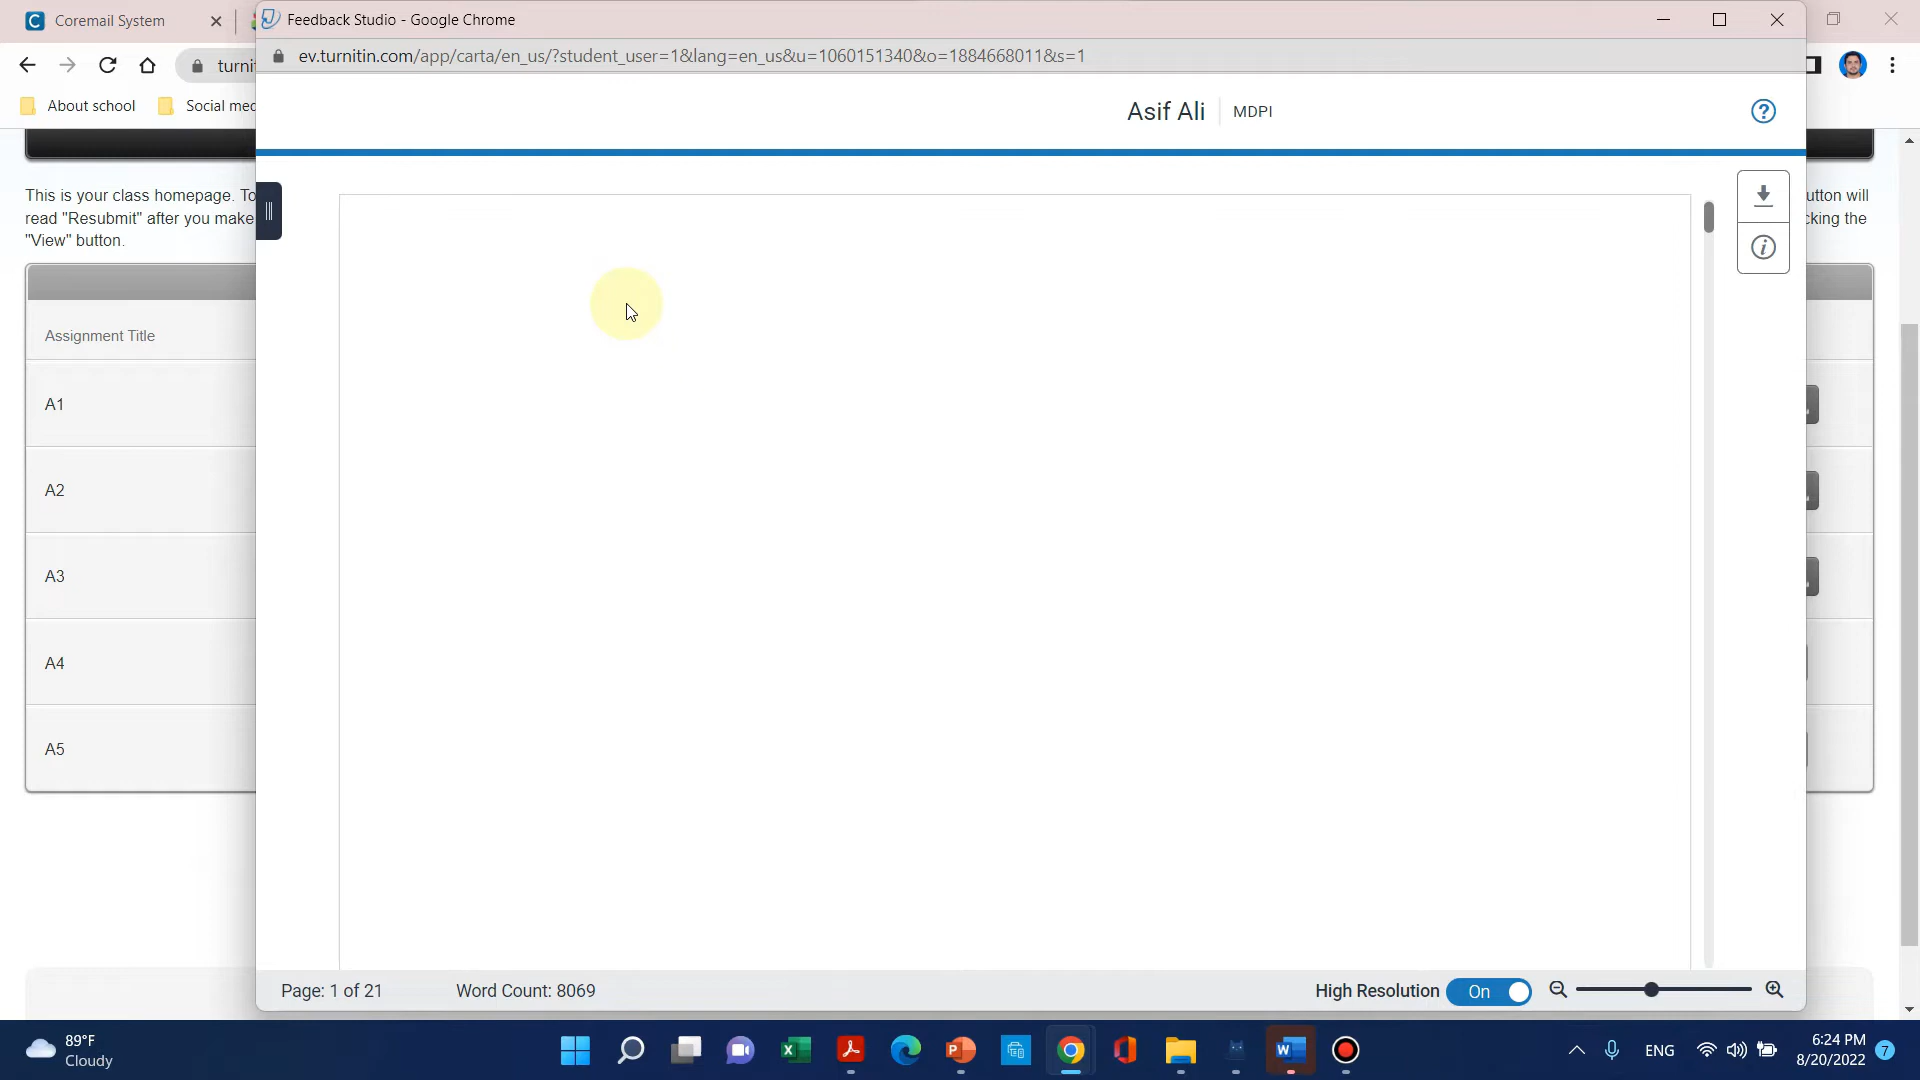 Coremail System
Feedback Studio - Google Chrome
turni
ev.turnitin.com/app/carta/en_us/?student_user=1&lang=en_us&u=1060151340&o=1884668011&s=1
About school
Social med
Asif Ali
MDPI
This is your class homepage. To
utton will
read "Resubmit" after you make
cking the
"View" button.
Assignment Title
A1
A2
A3
A4
A5
Page: 1 of 21
Word Count: 8069
High Resolution
On
89°F
Cloudy
ENG
6:24 PM
8/20/2022
7